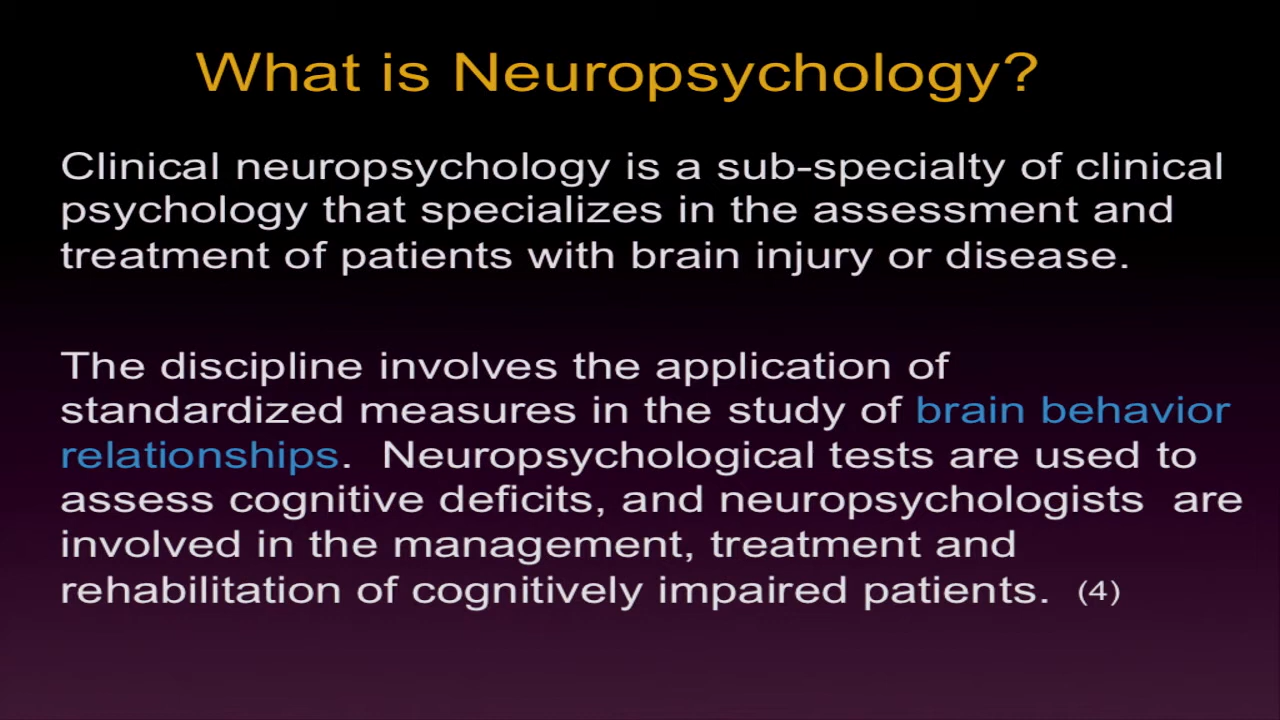 What is Neuropsychology?
Clinical neuropsychology is a sub-specialty of clinical
psychology that specializes in the assessment and
treatment of patients with brain injury or disease.
The discipline involves the application of
standardized measures in the study of brain behavior
relationships.  Neuropsychological tests are used to
assess cognitive deficits, and neuropsychologists  are
involved in the management, treatment and
rehabilitation of cognitively impaired patients.  (4)